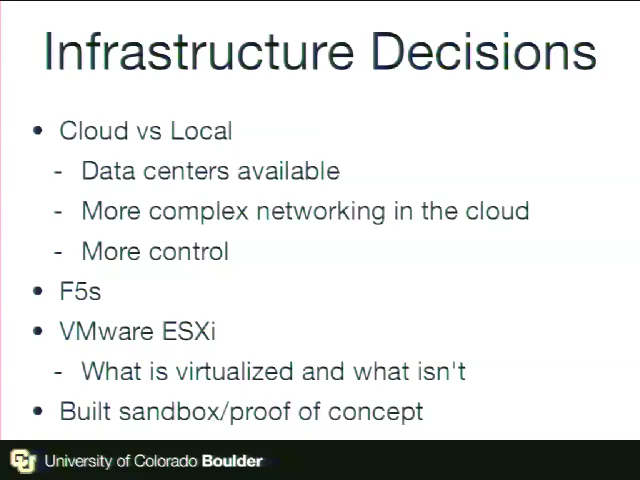 Infrastructure Decisions
• Cloud vs Local
- Data centers available
- More complex networking in the cloud
- More control
• F5s
• VMware ESXi
- What is virtualized and what isn't
• Built sandbox/proof of concept
CU University of Colorado Boulder